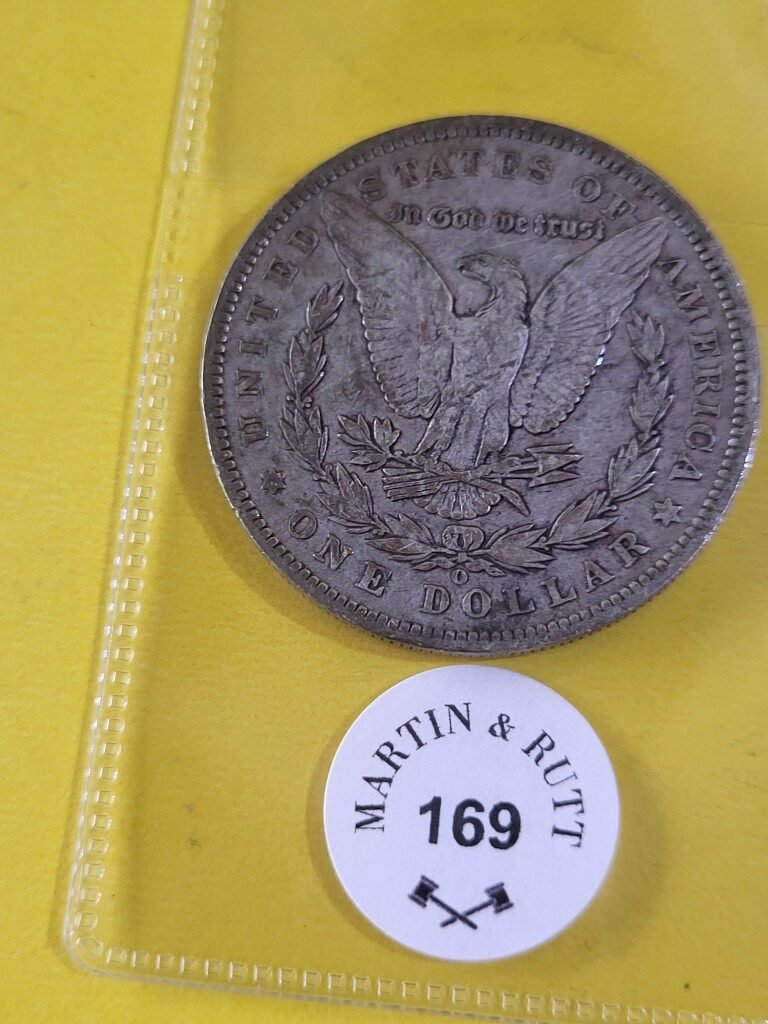 UNITED STATES OF AMERICA
In God we trust
ONE DOLLAR
O
MARTIN & RUTT
169